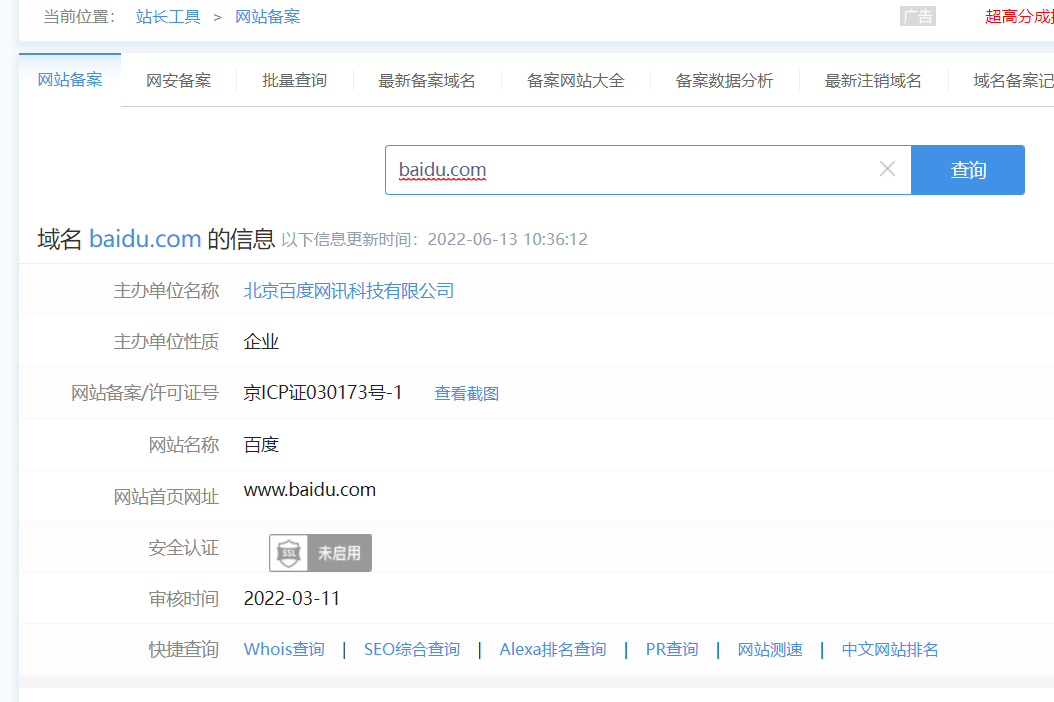 当前位置： 站长工具 > 网站备案 广告 超高分成
网站备案 网安备案 批量查询 最新备案域名 备案网站大全 备案数据分析 最新注销域名 域名备案记
baidu.com 查询
域名 baidu.com 的信息 以下信息更新时间：2022-06-13 10:36:12
主办单位名称 北京百度网讯科技有限公司
主办单位性质 企业
网站备案/许可证号 京ICP证030173号-1 查看截图
网站名称 百度
网站首页网址 www.baidu.com
安全认证 SSL 未启用
审核时间 2022-03-11
快捷查询 Whois查询 | SEO综合查询 | Alexa排名查询 | PR查询 | 网站测速 | 中文网站排名